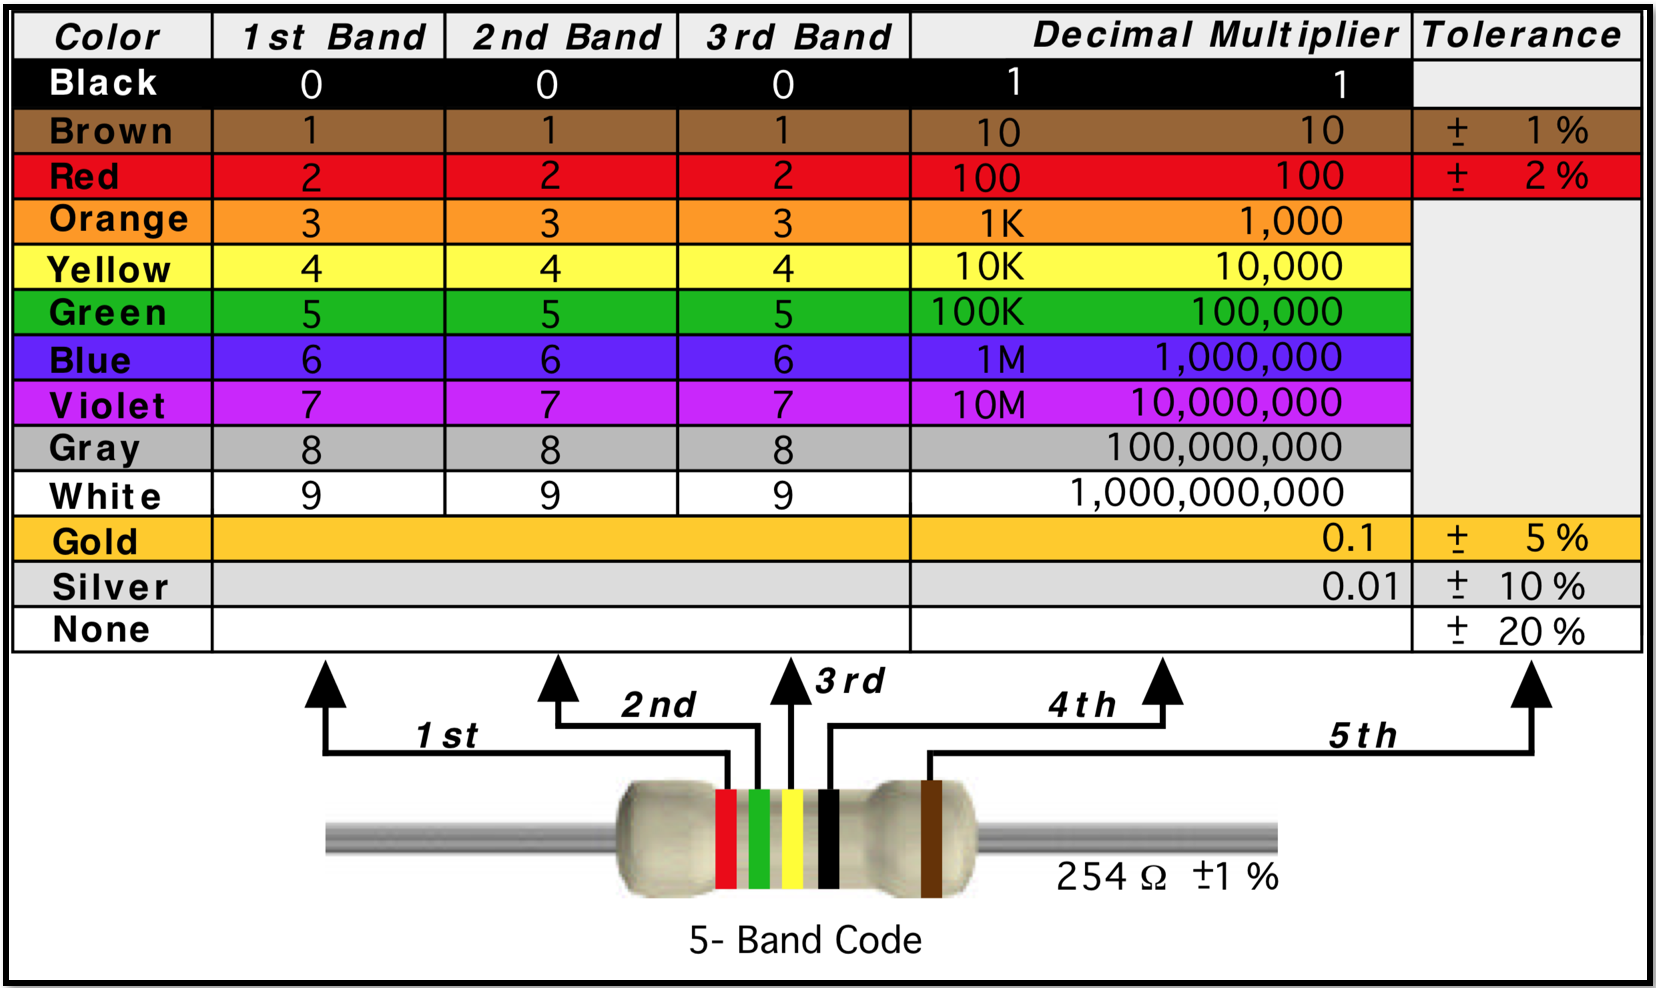 Color 1st Band 2nd Band 3rd Band Decimal Multiplier Tolerance
Black 0 0 0 1 1
Brown 1 1 1 10 10 ± 1 %
Red 2 2 2 100 100 ± 2 %
Orange 3 3 3 1K 1,000
Yellow 4 4 4 10K 10,000
Green 5 5 5 100K 100,000
Blue 6 6 6 1M 1,000,000
Violet 7 7 7 10M 10,000,000
Gray 8 8 8 100,000,000
White 9 9 9 1,000,000,000
Gold 0.1 ± 5 %
Silver 0.01 ± 10 %
None ± 20 %
1st 2nd 3rd 4th 5th
254 Ω ±1 %
5- Band Code